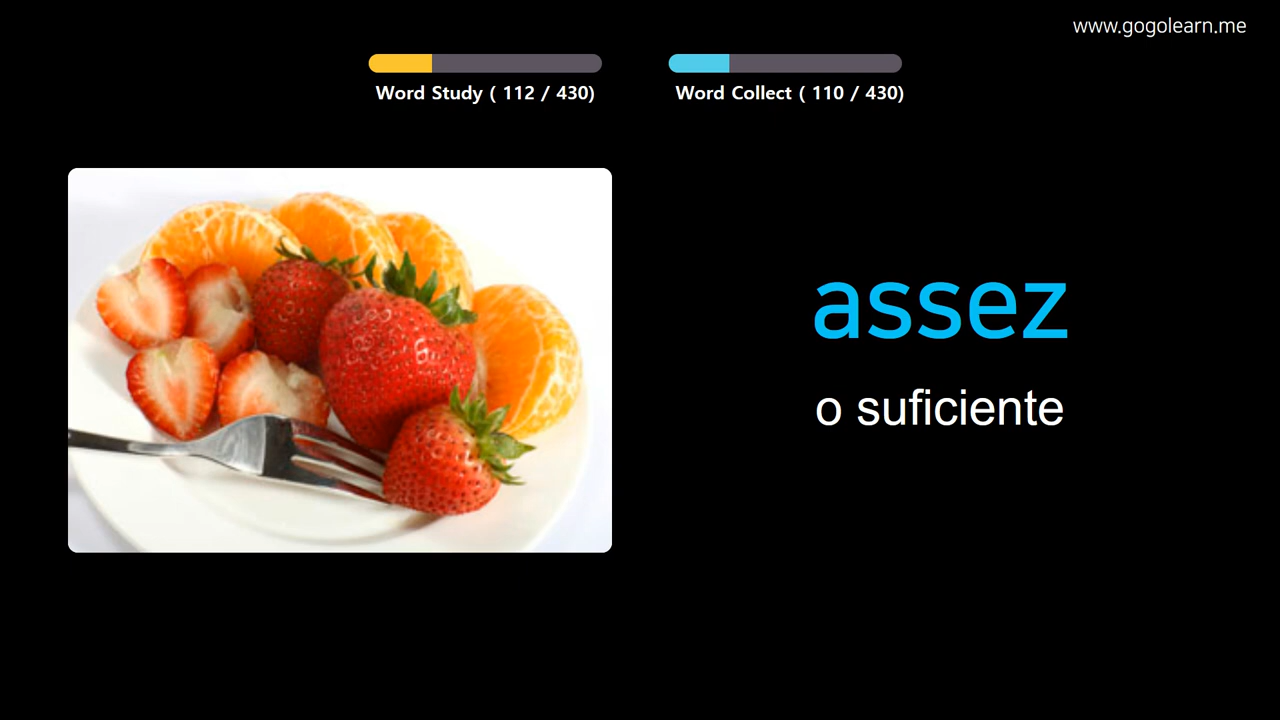 www.gogolearn.me
Word Study ( 112 / 430)
Word Collect ( 110 / 430)
assez
o suficiente